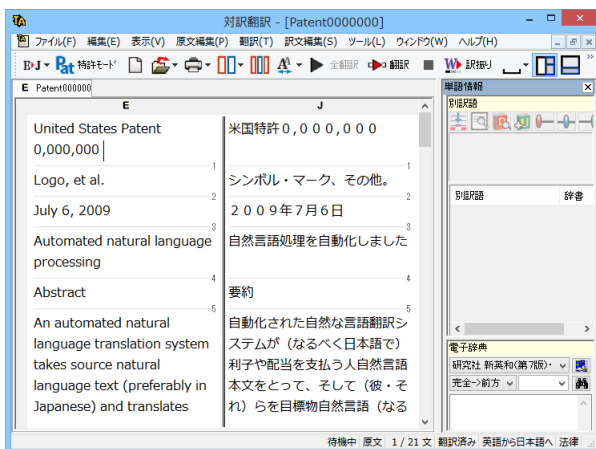 対訳翻訳 - [Patent0000000]
ファイル(F) 編集(E) 表示(V) 原文編集(P) 翻訳(T) 訳文編集(S) ツール(L) ウィンドウ(W) ヘルプ(H)
E›J Pat 特許モード 全翻訳 翻訳 訳振り
E Patent000000
E J
United States Patent
0,000,000
米国特許０,０００,０００
1 1
Logo, et al.
シンボル・マーク、その他。
2 2
July 6, 2009
２００９年7月6日
3 3
Automated natural language
processing
自然言語処理を自動化しました
4 4
Abstract
要約
5 5
An automated natural
language translation system
takes source natural
language text (preferably in
Japanese) and translates
自動化された自然な言語翻訳シ
ステムが（なるべく日本語で）
利子や配当を支払う人自然言語
本文をとって、そして（彼・そ
れ）らを目標物自然言語（なる
単語情報
別訳語
別訳語 辞書
電子辞典
研究社 新英和(第7版)・
完全->前方
待機中 原文 1 / 21 文 翻訳済み 英語から日本語へ 法律